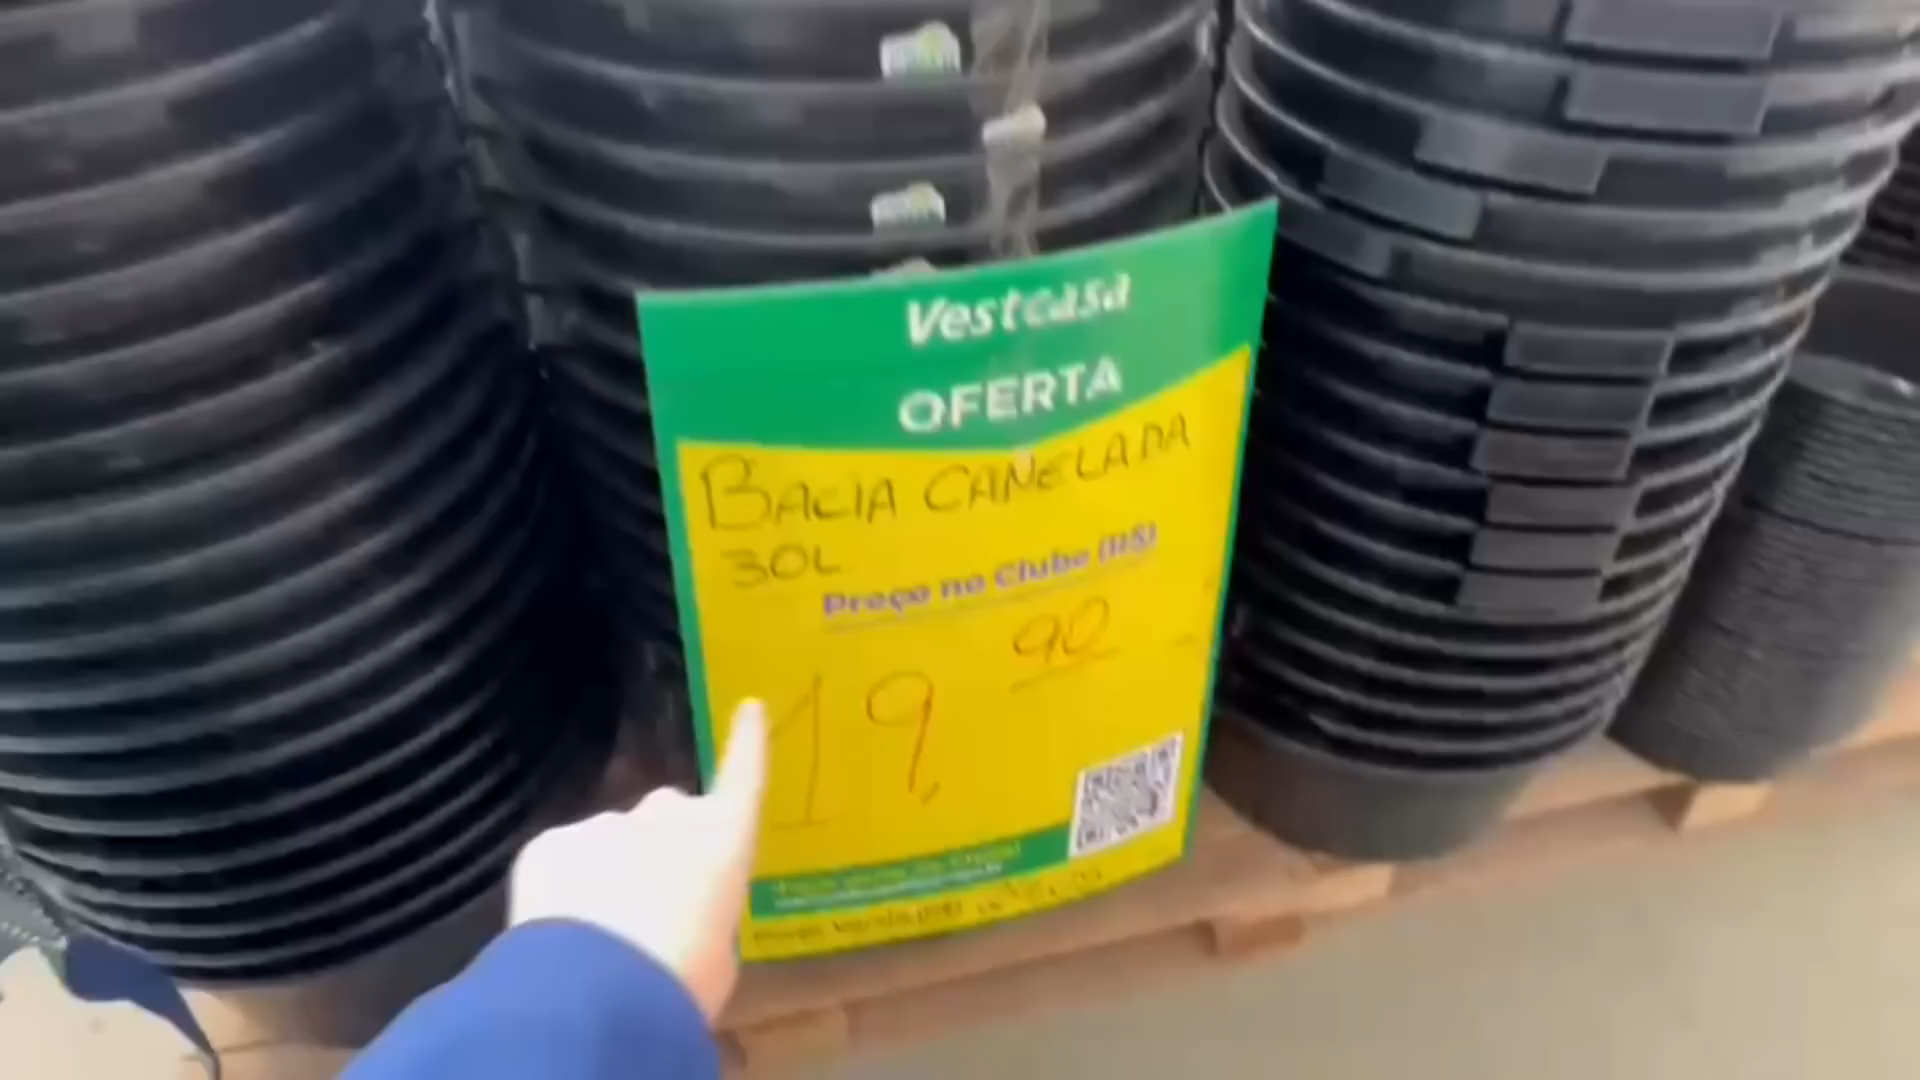 Vestcasa
OFERTA
BACIA CANELADA
30L
Preço no Clube (R$)
19,90